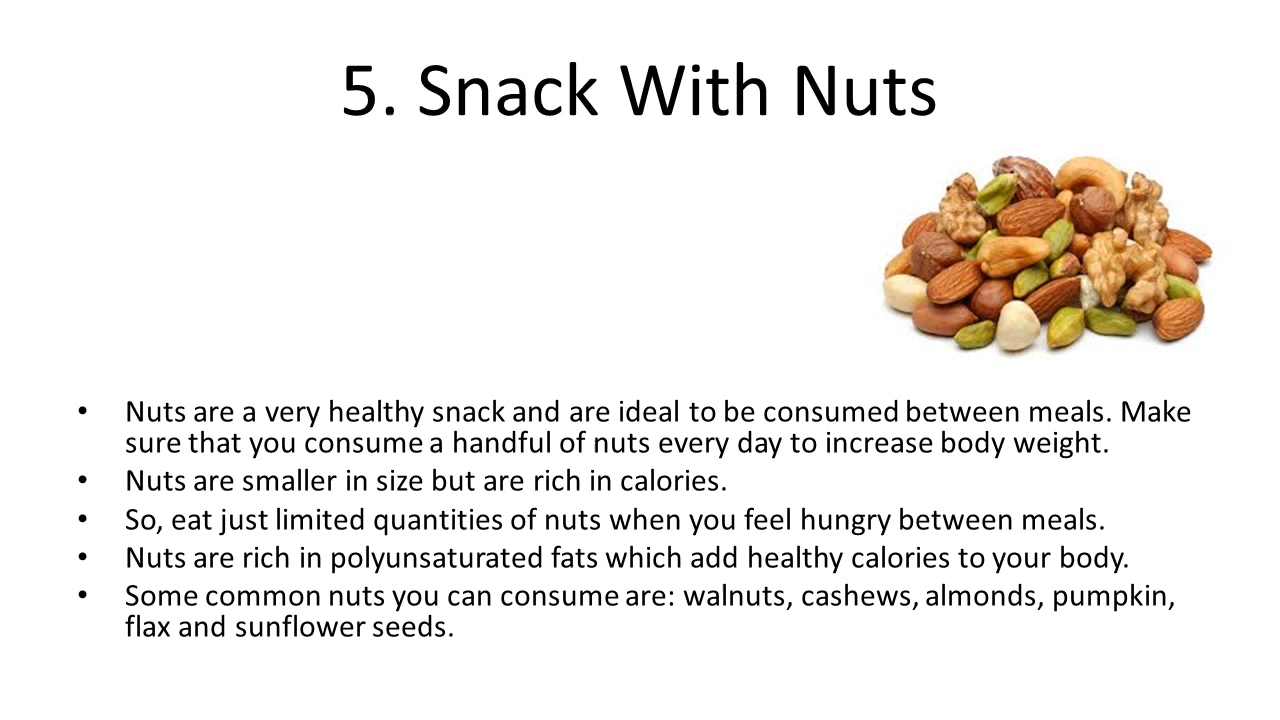 5. Snack With Nuts
• Nuts are a very healthy snack and are ideal to be consumed between meals. Make
sure that you consume a handful of nuts every day to increase body weight.
• Nuts are smaller in size but are rich in calories.
• So, eat just limited quantities of nuts when you feel hungry between meals.
• Nuts are rich in polyunsaturated fats which add healthy calories to your body.
• Some common nuts you can consume are: walnuts, cashews, almonds, pumpkin,
flax and sunflower seeds.